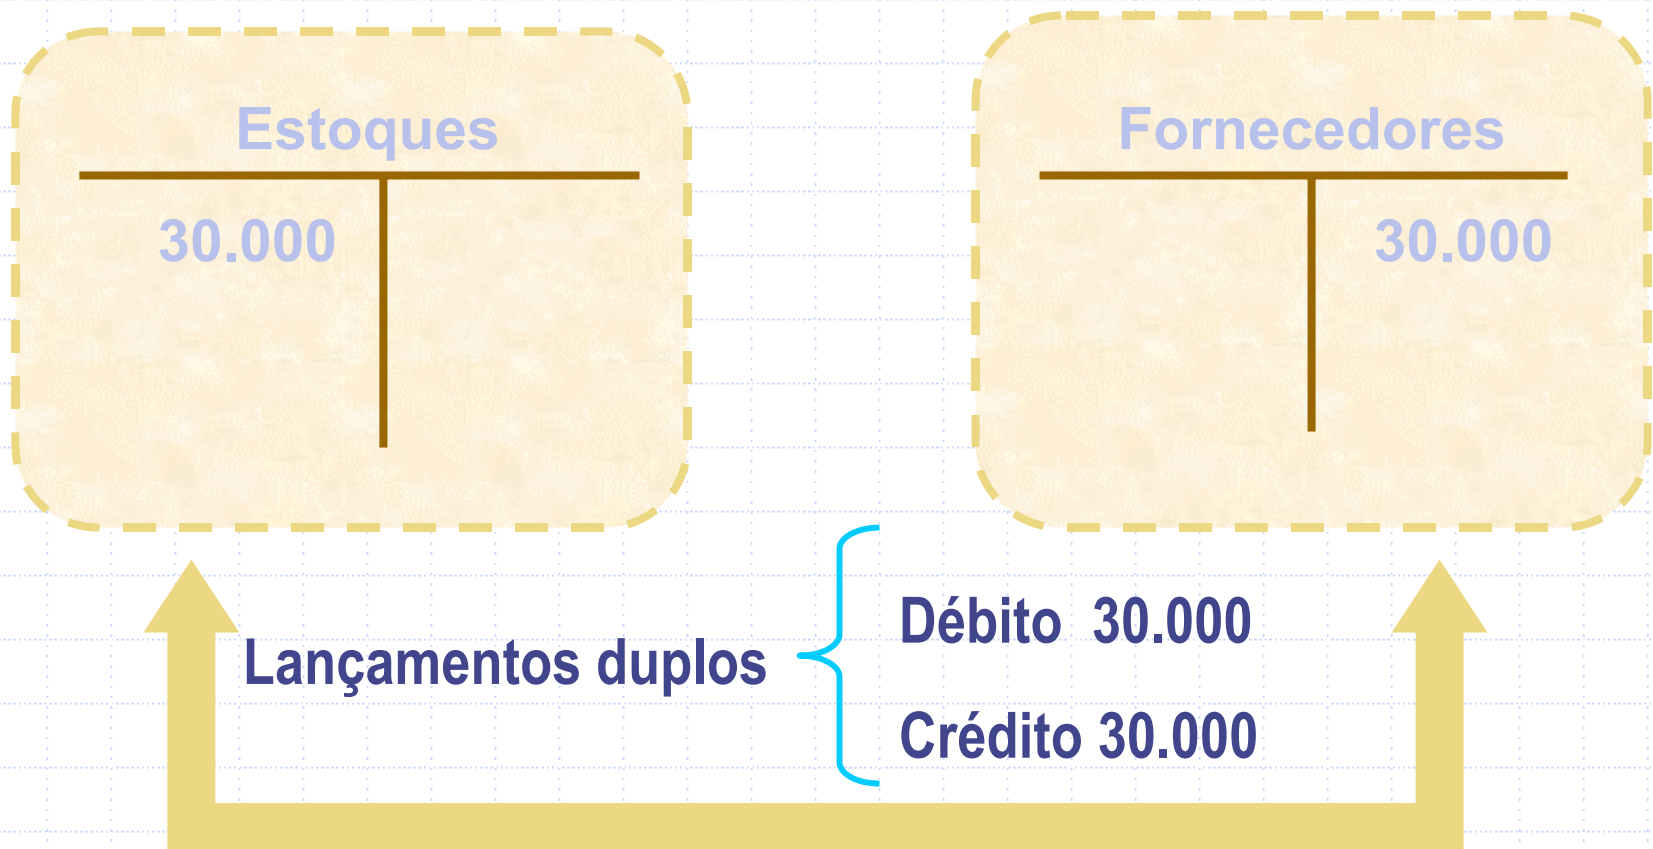 Estoques
Fornecedores
30.000
30.000
Lançamentos duplos
Débito 30.000
Crédito 30.000